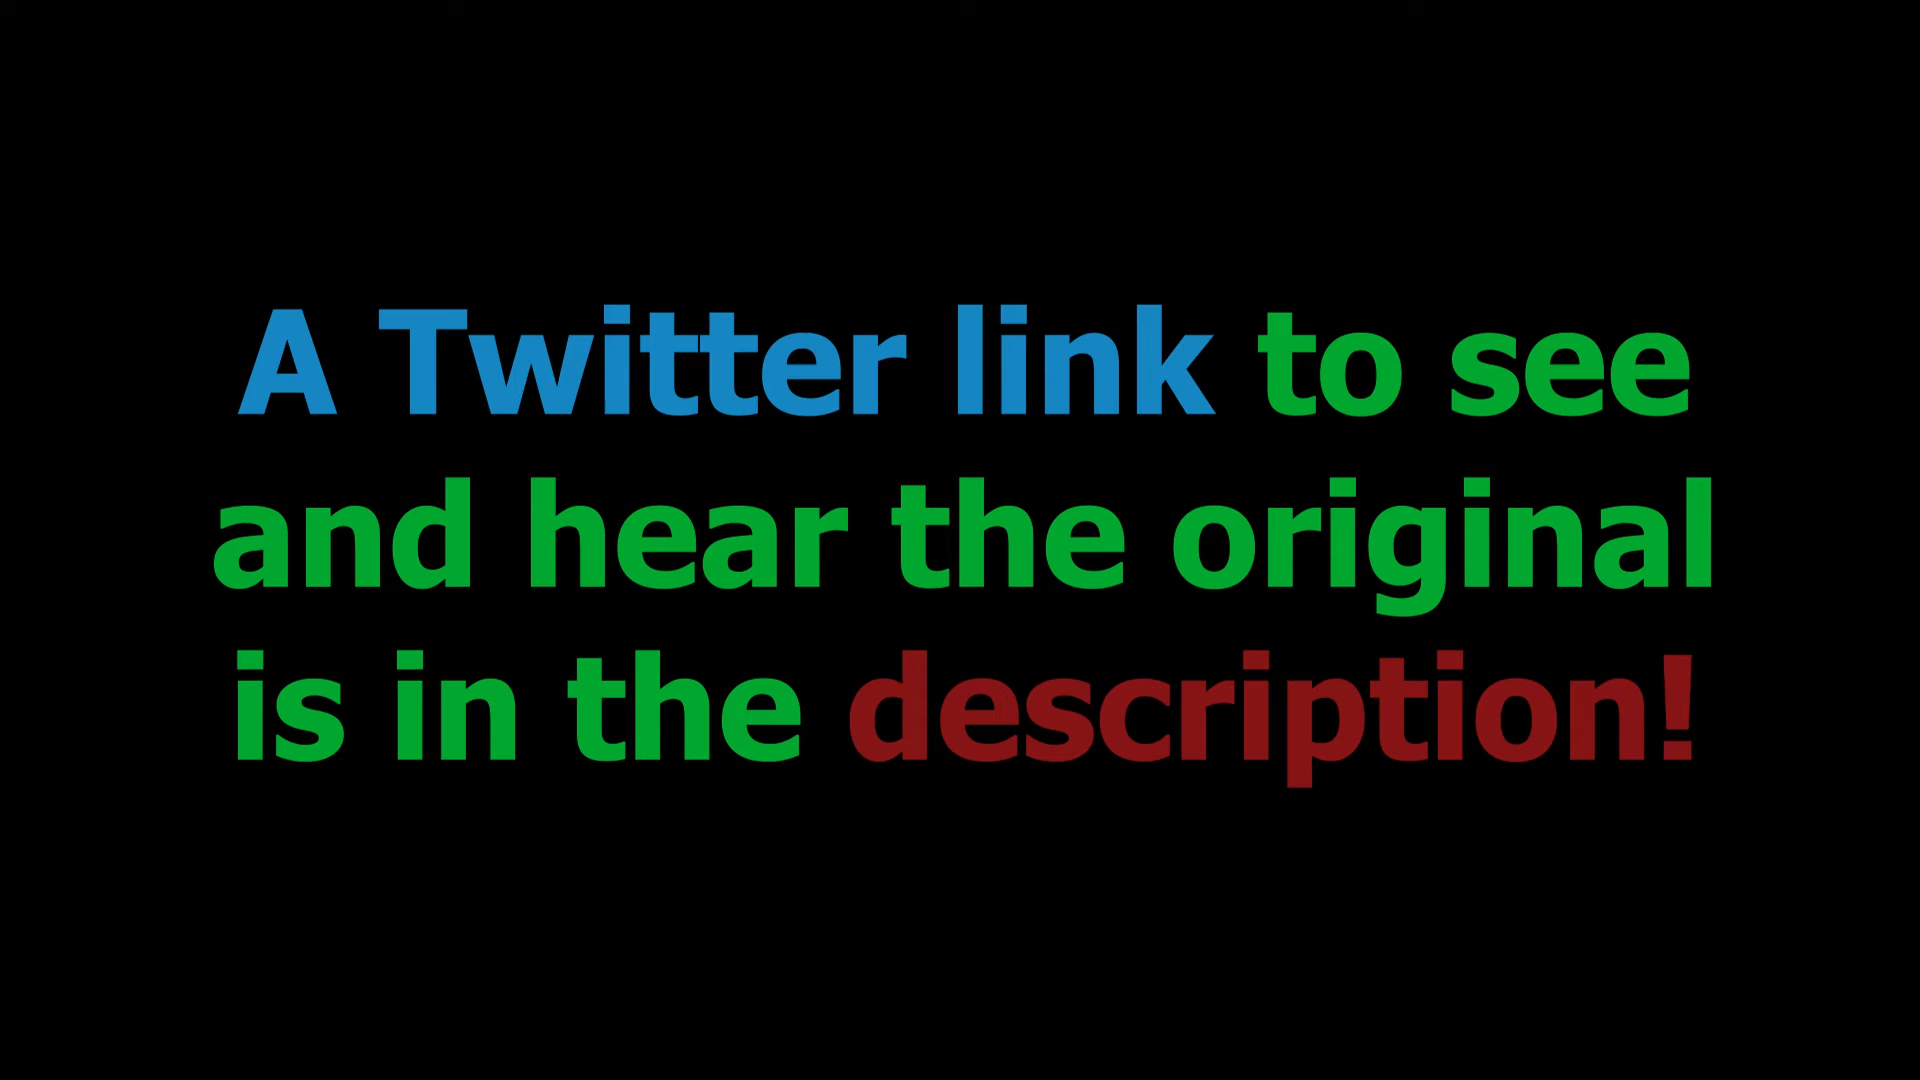 A Twitter link to see
and hear the original
is in the description!